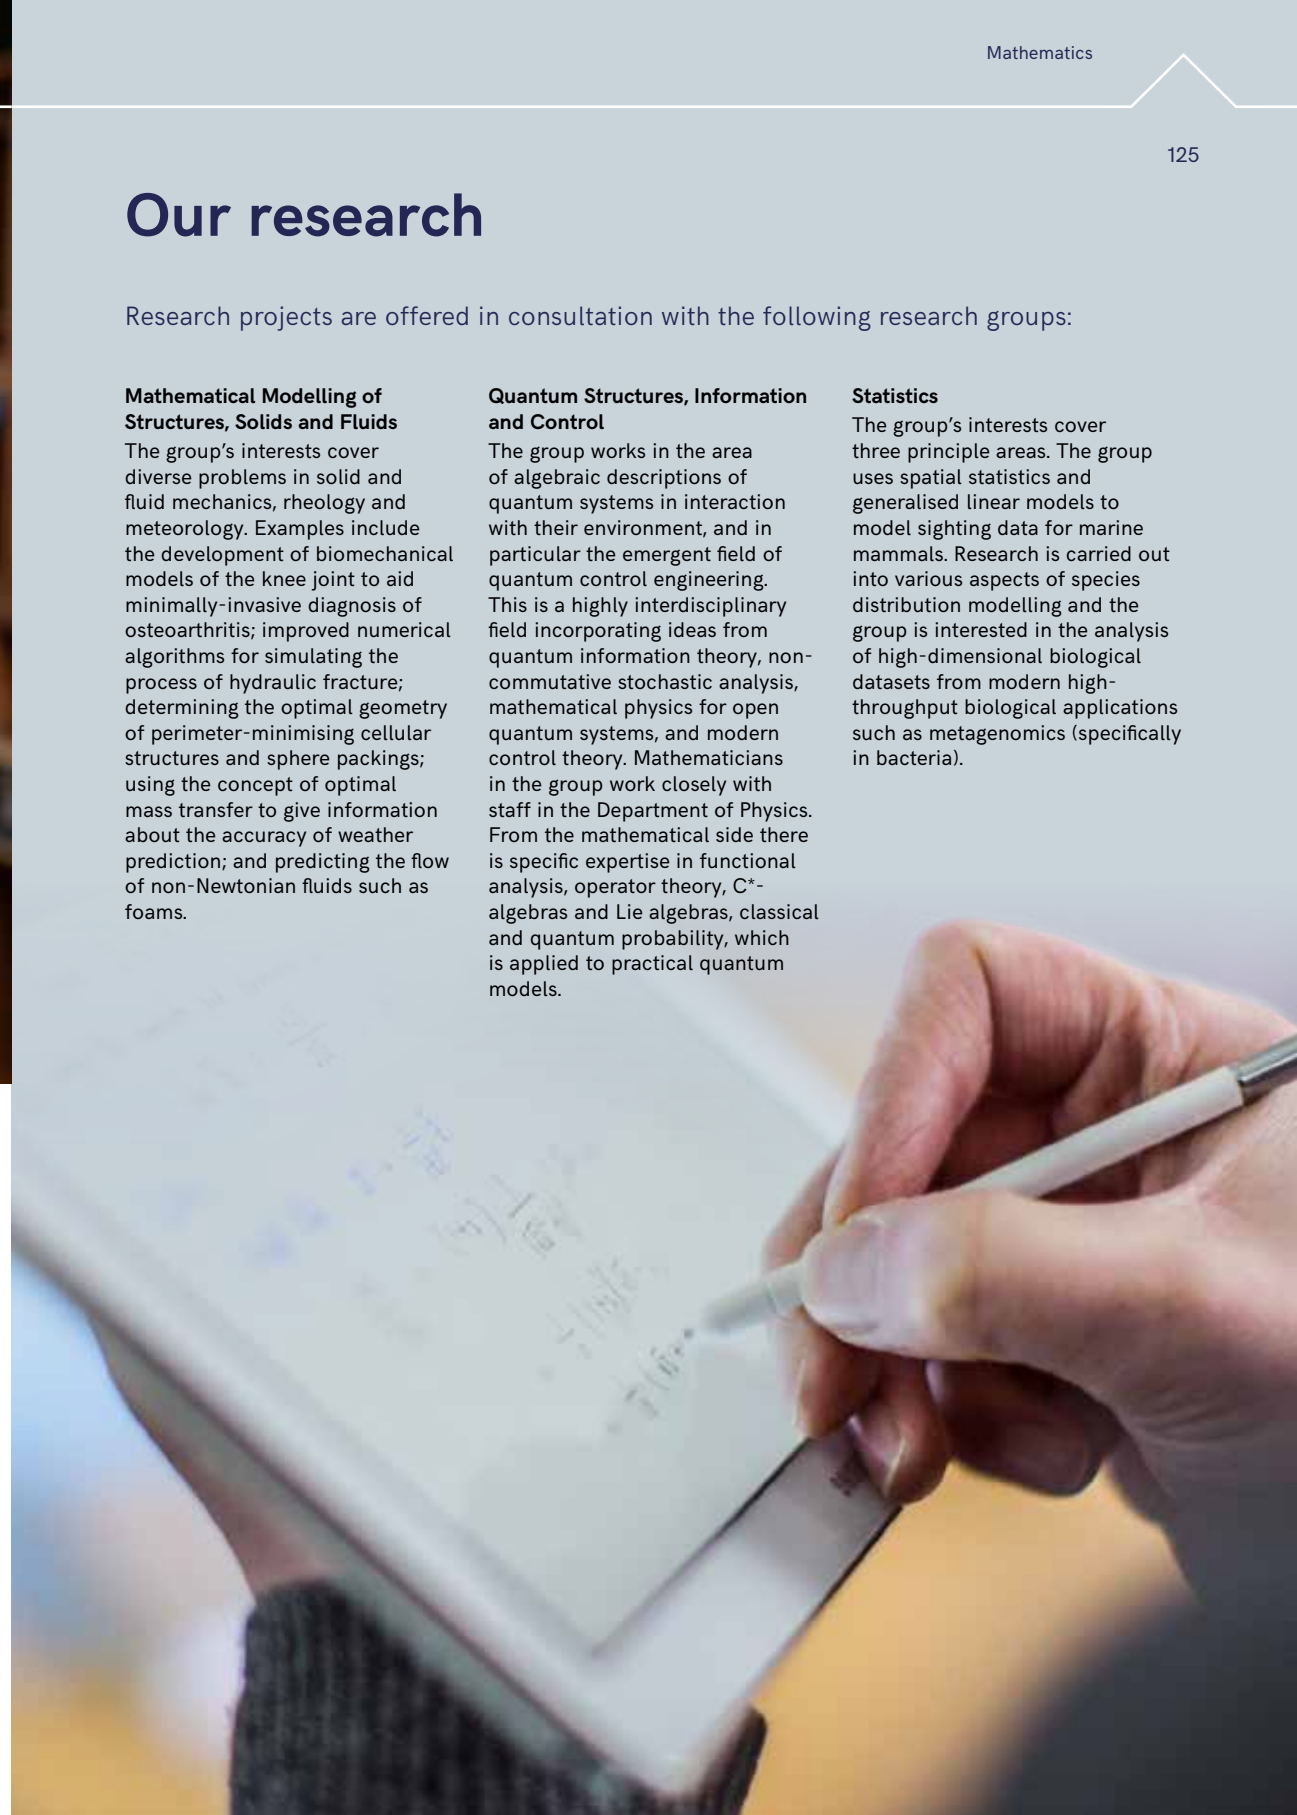 Mathematics
125
Our research
Research projects are offered in consultation with the following research groups:
Mathematical Modelling of
Structures, Solids and Fluids
The group's interests cover
diverse problems in solid and
fluid mechanics, rheology and
meteorology. Examples include
the development of biomechanical
models of the knee joint to aid
minimally-invasive diagnosis of
osteoarthritis; improved numerical
algorithms for simulating the
process of hydraulic fracture;
determining the optimal geometry
of perimeter-minimising cellular
structures and sphere packings;
using the concept of optimal
mass transfer to give information
about the accuracy of weather
prediction; and predicting the flow
of non-Newtonian fluids such as
foams.
Quantum Structures, Information
and Control
The group works in the area
of algebraic descriptions of
quantum systems in interaction
with their environment, and in
particular the emergent field of
quantum control engineering.
This is a highly interdisciplinary
field incorporating ideas from
quantum information theory, non-
commutative stochastic analysis,
mathematical physics for open
quantum systems, and modern
control theory. Mathematicians
in the group work closely with
staff in the Department of Physics.
From the mathematical side there
is specific expertise in functional
analysis, operator theory, C*-
algebras and Lie algebras, classical
and quantum probability, which
is applied to practical quantum
models.
Statistics
The group's interests cover
three principle areas. The group
uses spatial statistics and
generalised linear models to
model sighting data for marine
mammals. Research is carried out
into various aspects of species
distribution modelling and the
group is interested in the analysis
of high-dimensional biological
datasets from modern high-
throughput biological applications
such as metagenomics (specifically
in bacteria).